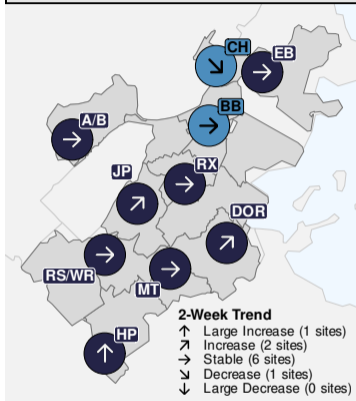 CH
EB
A/B
BB
JP
RX
DOR
RS/WR
MT
HP
2-Week Trend
↑ Large Increase (1 sites)
↗ Increase (2 sites)
→ Stable (6 sites)
↘ Decrease (1 sites)
↓ Large Decrease (0 sites)